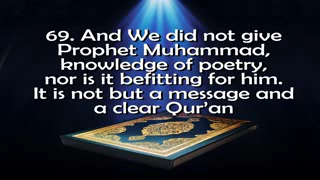 69. And We did not give
Prophet Muhammad,
knowledge of poetry,
nor is it befitting for him.
It is not but a message and
a clear Qur’an